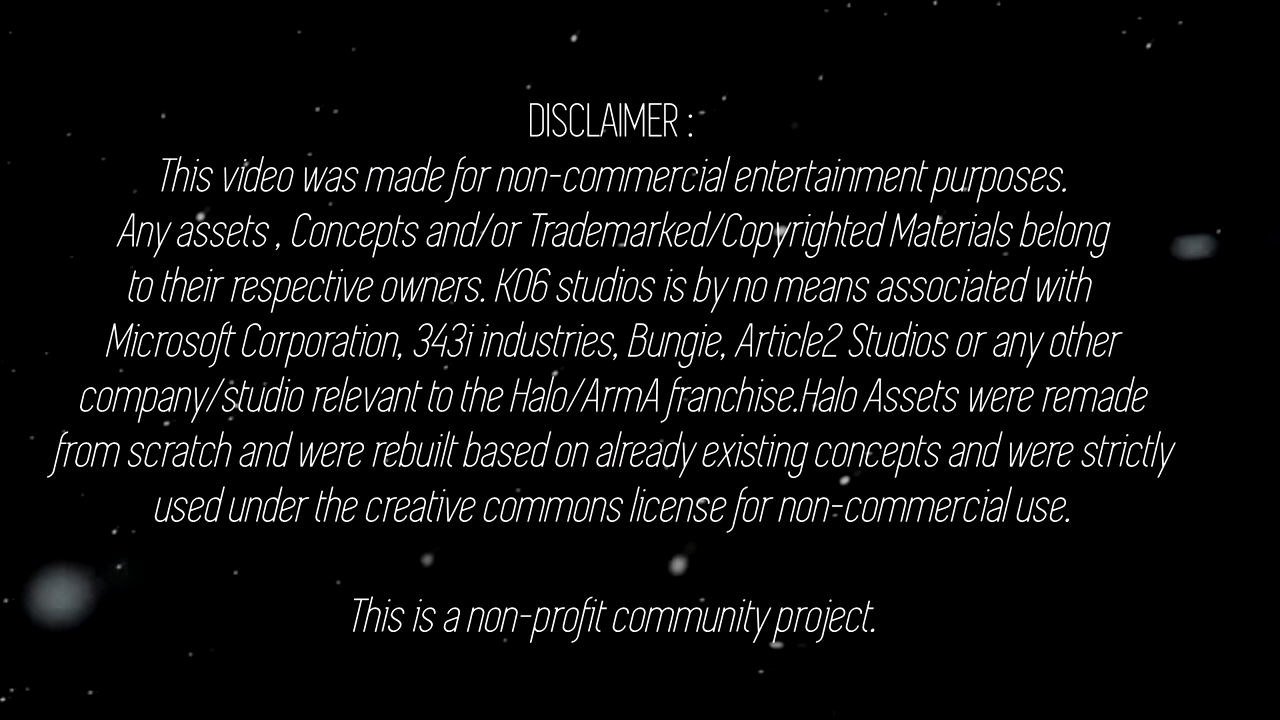 DISCLAIMER :
This video was made for non-commercial entertainment purposes.
Any assets , Concepts and/or Trademarked/Copyrighted Materials belong
to their respective owners. K06 studios is by no means associated with
Microsoft Corporation, 343i industries, Bungie, Article2 Studios or any other
company/studio relevant to the Halo/ArmA franchise.Halo Assets were remade
from scratch and were rebuilt based on already existing concepts and were strictly
used under the creative commons license for non-commercial use.
This is a non-profit community project.